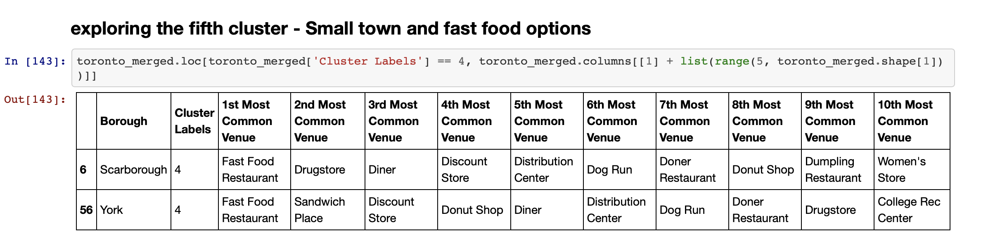 exploring the fifth cluster - Small town and fast food options
In [143]: toronto_merged.loc[toronto_merged['Cluster Labels'] == 4, toronto_merged.columns[[1] + list(range(5, toronto_merged.shape[1])
)]]
Out[143]:
Borough Cluster Labels 1st Most Common Venue 2nd Most Common Venue 3rd Most Common Venue 4th Most Common Venue 5th Most Common Venue 6th Most Common Venue 7th Most Common Venue 8th Most Common Venue 9th Most Common Venue 10th Most Common Venue
6 Scarborough 4 Fast Food Restaurant Drugstore Diner Discount Store Distribution Center Dog Run Doner Restaurant Donut Shop Dumpling Restaurant Women's Store
56 York 4 Fast Food Restaurant Sandwich Place Discount Store Donut Shop Diner Distribution Center Dog Run Doner Restaurant Drugstore College Rec Center